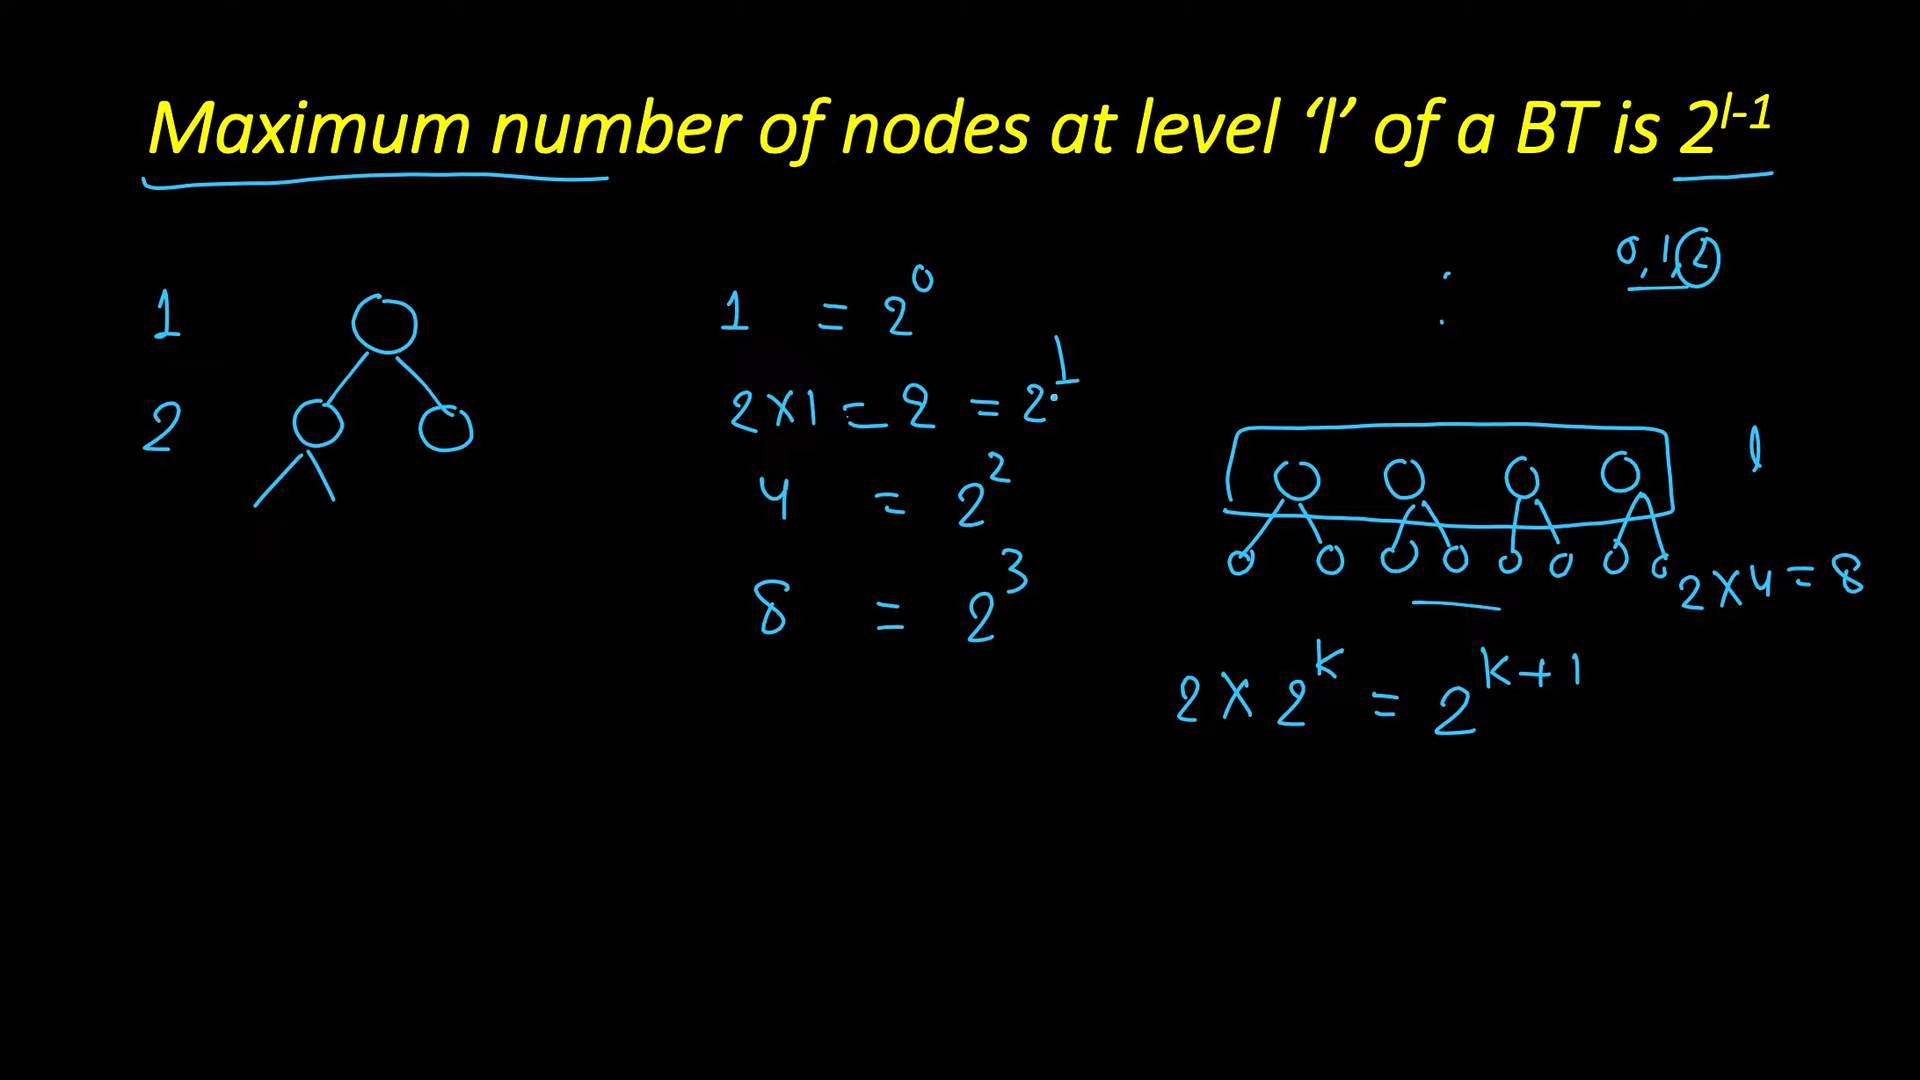 Maximum number of nodes at level ‘l’ of a BT is 2^{l-1}
0, 1, 2
1
1 = 2^0
2
2 × 1 = 2 = 2^1
l
4 = 2^2
2 × 4 = 8
8 = 2^3
2 × 2^k = 2^{k+1}